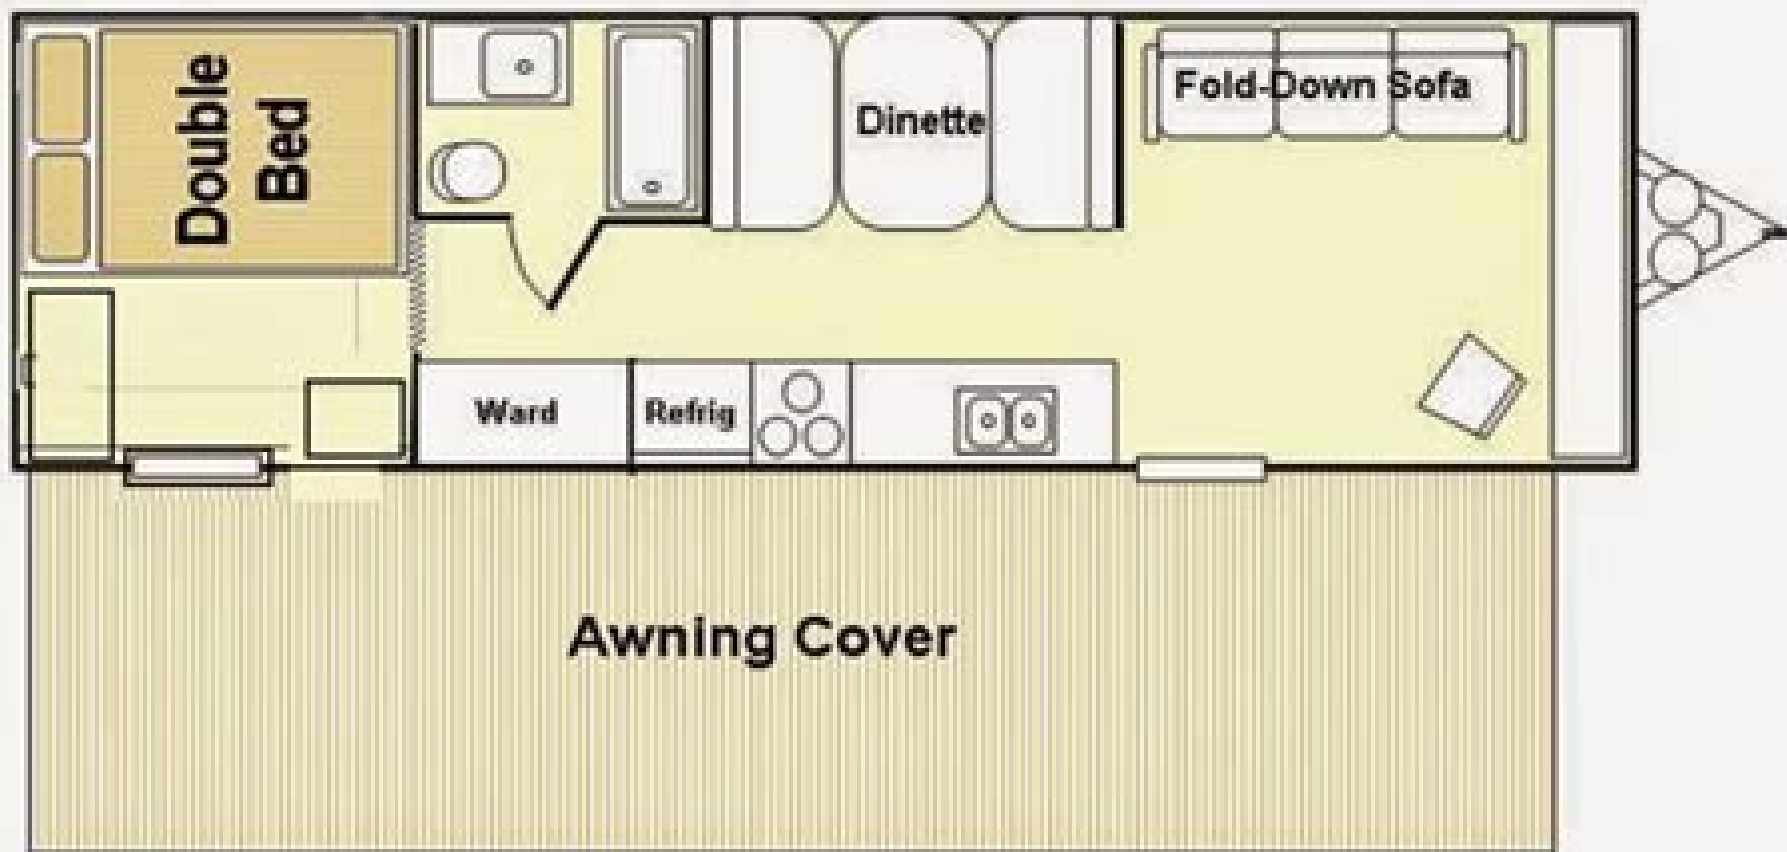 Double
Bed
Dinette
Fold-Down Sofa
Ward
Refrig
Awning Cover